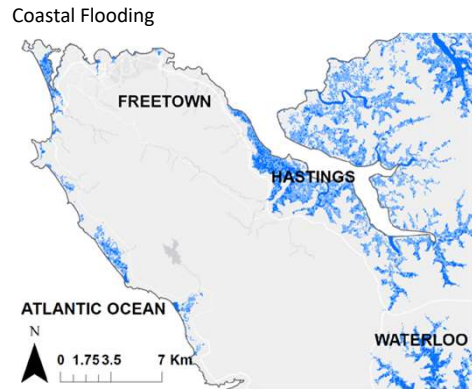 Coastal Flooding
FREETOWN
HASTINGS
ATLANTIC OCEAN
WATERLOO
N
0 1.75 3.5 7 Km